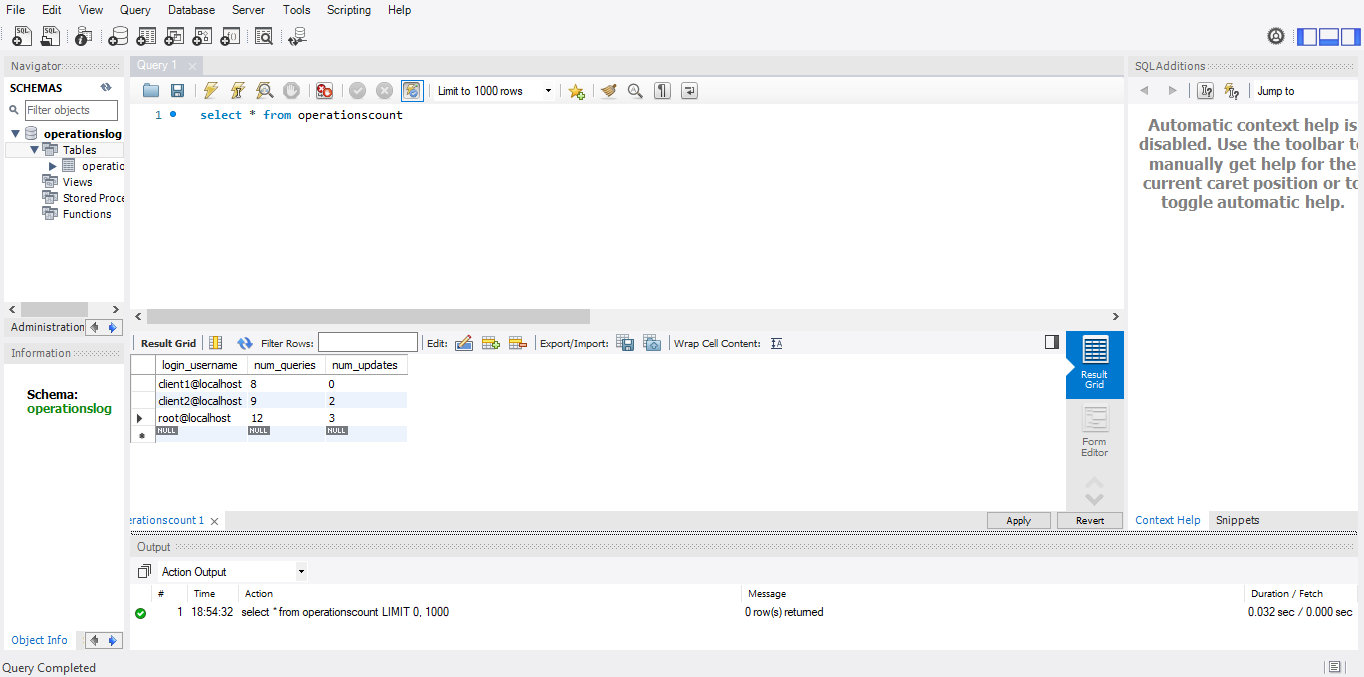 File Edit View Query Database Server Tools Scripting Help
Navigator
SCHEMAS
Filter objects
operationslog
Tables
operatio
Views
Stored Proce
Functions
Administration
Information
Schema:
operationslog
Object Info
Query 1
Limit to 1000 rows
1 select * from operationscount
Result Grid Filter Rows: Edit: Export/Import: Wrap Cell Content:
login_username num_queries num_updates
client1@localhost 8 0
client2@localhost 9 2
root@localhost 12 3
NULL NULL NULL
Result
Grid
Form
Editor
erationscount 1 Apply Revert
SQLAdditions
Jump to
Automatic context help is
disabled. Use the toolbar to
manually get help for the
current caret position or to
toggle automatic help.
Context Help Snippets
Output
Action Output
# Time Action Message Duration / Fetch
1 18:54:32 select * from operationscount LIMIT 0, 1000 0 row(s) returned 0.032 sec / 0.000 sec
Query Completed